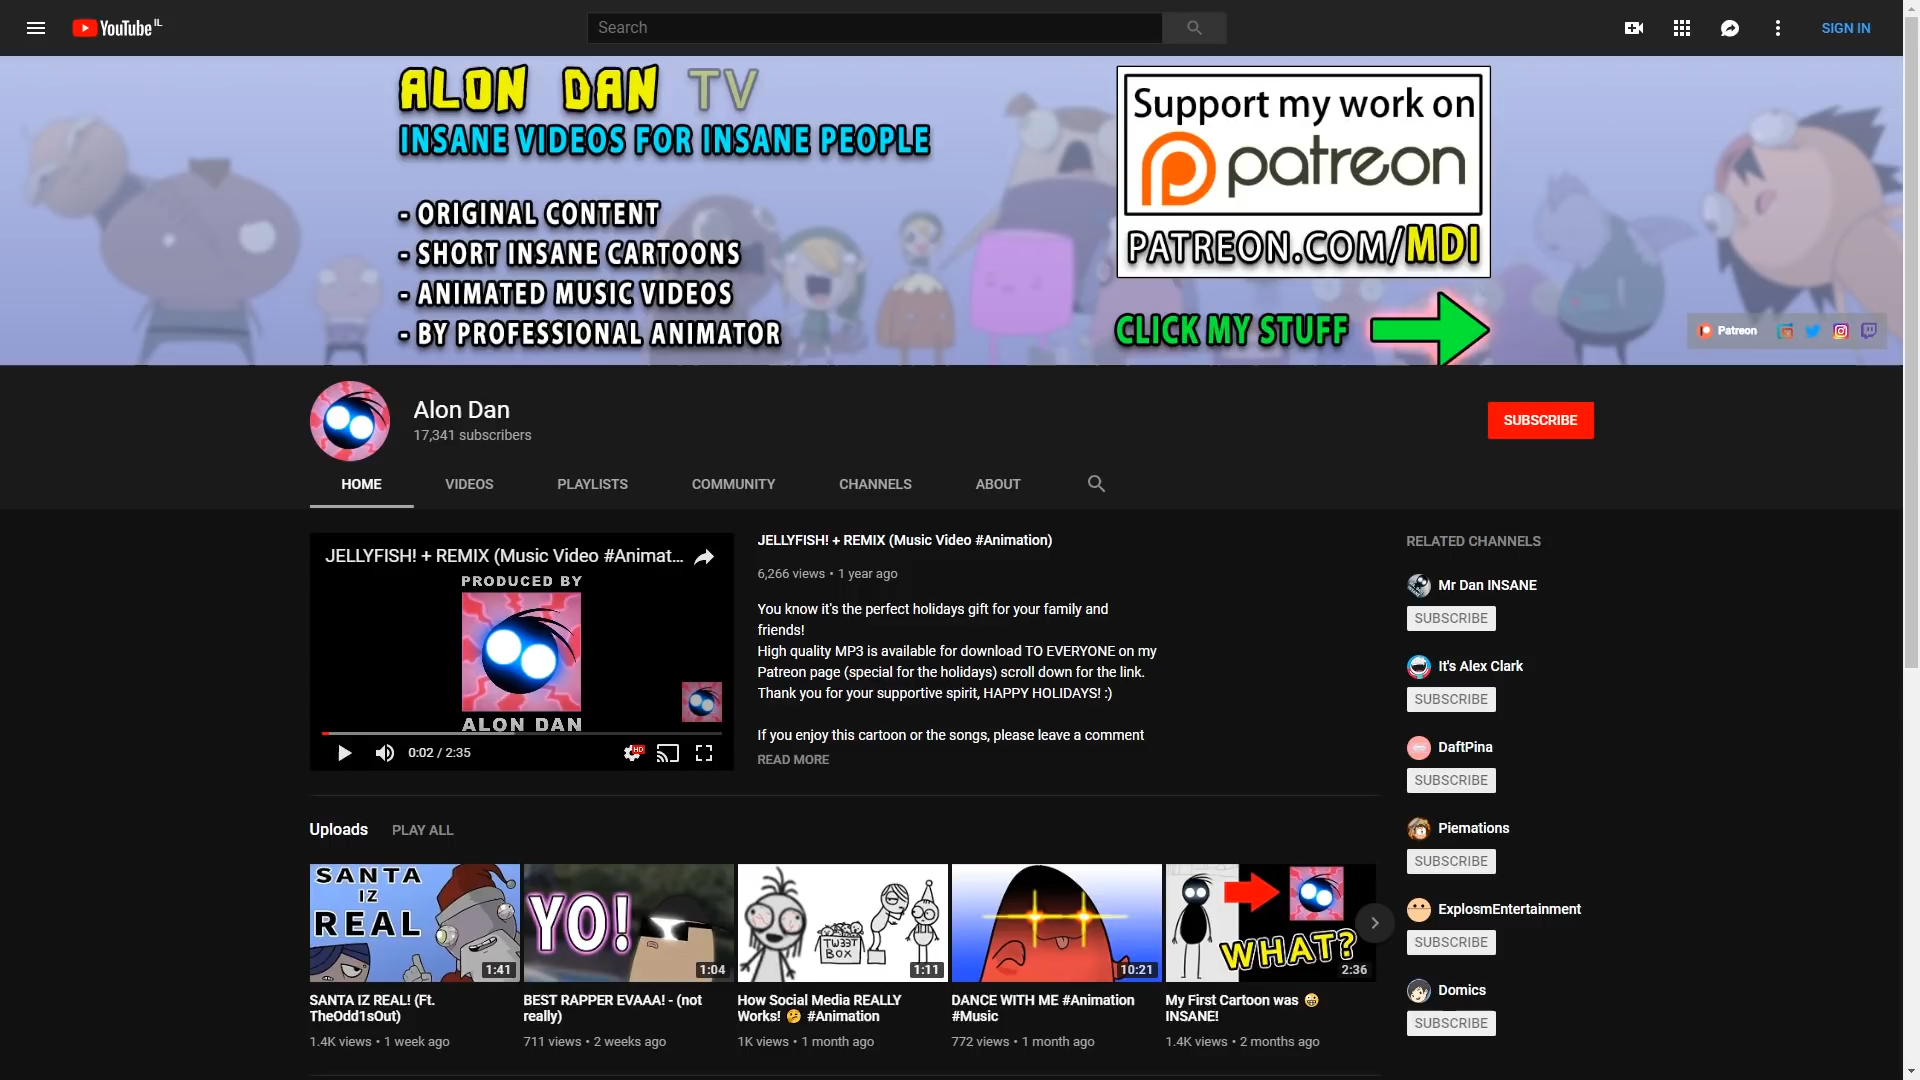 YouTube IL
Search
SIGN IN
ALON DAN TV
INSANE VIDEOS FOR INSANE PEOPLE
- ORIGINAL CONTENT
- SHORT INSANE CARTOONS
- ANIMATED MUSIC VIDEOS
- BY PROFESSIONAL ANIMATOR
Support my work on
patreon
PATREON.COM/MDI
CLICK MY STUFF
Patreon
Alon Dan
17,341 subscribers
SUBSCRIBE
HOME
VIDEOS
PLAYLISTS
COMMUNITY
CHANNELS
ABOUT
JELLYFISH! + REMIX (Music Video #Animat...
PRODUCED BY
ALON DAN
0:02 / 2:35
HD
JELLYFISH! + REMIX (Music Video #Animation)
6,266 views • 1 year ago
You know it's the perfect holidays gift for your family and
friends!
High quality MP3 is available for download TO EVERYONE on my
Patreon page (special for the holidays) scroll down for the link.
Thank you for your supportive spirit, HAPPY HOLIDAYS! :)
If you enjoy this cartoon or the songs, please leave a comment
READ MORE
RELATED CHANNELS
Mr Dan INSANE
SUBSCRIBE
It's Alex Clark
SUBSCRIBE
DaftPina
SUBSCRIBE
Piemations
SUBSCRIBE
ExplosmEntertainment
SUBSCRIBE
Domics
SUBSCRIBE
Uploads
PLAY ALL
SANTA
IZ
REAL
1:41
SANTA IZ REAL! (Ft.
TheOdd1sOut)
1.4K views • 1 week ago
YO!
1:04
BEST RAPPER EVAAA! - (not
really)
711 views • 2 weeks ago
TW33T
BOX
1:11
How Social Media REALLY
Works! 🤔 #Animation
1K views • 1 month ago
10:21
DANCE WITH ME #Animation
#Music
772 views • 1 month ago
WHAT?
2:36
My First Cartoon was 😁
INSANE!
1.4K views • 2 months ago